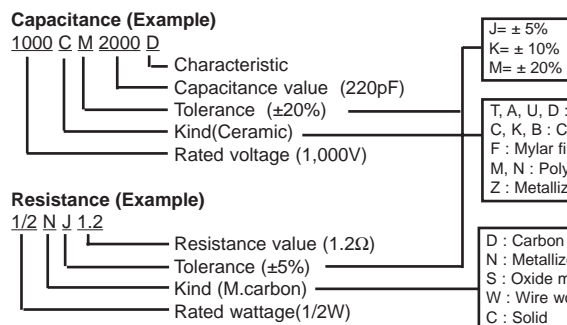 Capacitance (Example)
1000 C M 2000 D
Characteristic
Capacitance value (220pF)
Tolerance (±20%)
Kind(Ceramic)
Rated voltage (1,000V)
J= ± 5%
K= ± 10%
M= ± 20%
T, A, U, D :
C, K, B : C
F : Mylar fi
M, N : Poly
Z : Metalliz
Resistance (Example)
1/2 N J 1.2
Resistance value (1.2Ω)
Tolerance (±5%)
Kind (M.carbon)
Rated wattage(1/2W)
D : Carbon
N : Metallize
S : Oxide m
W : Wire wo
C : Solid